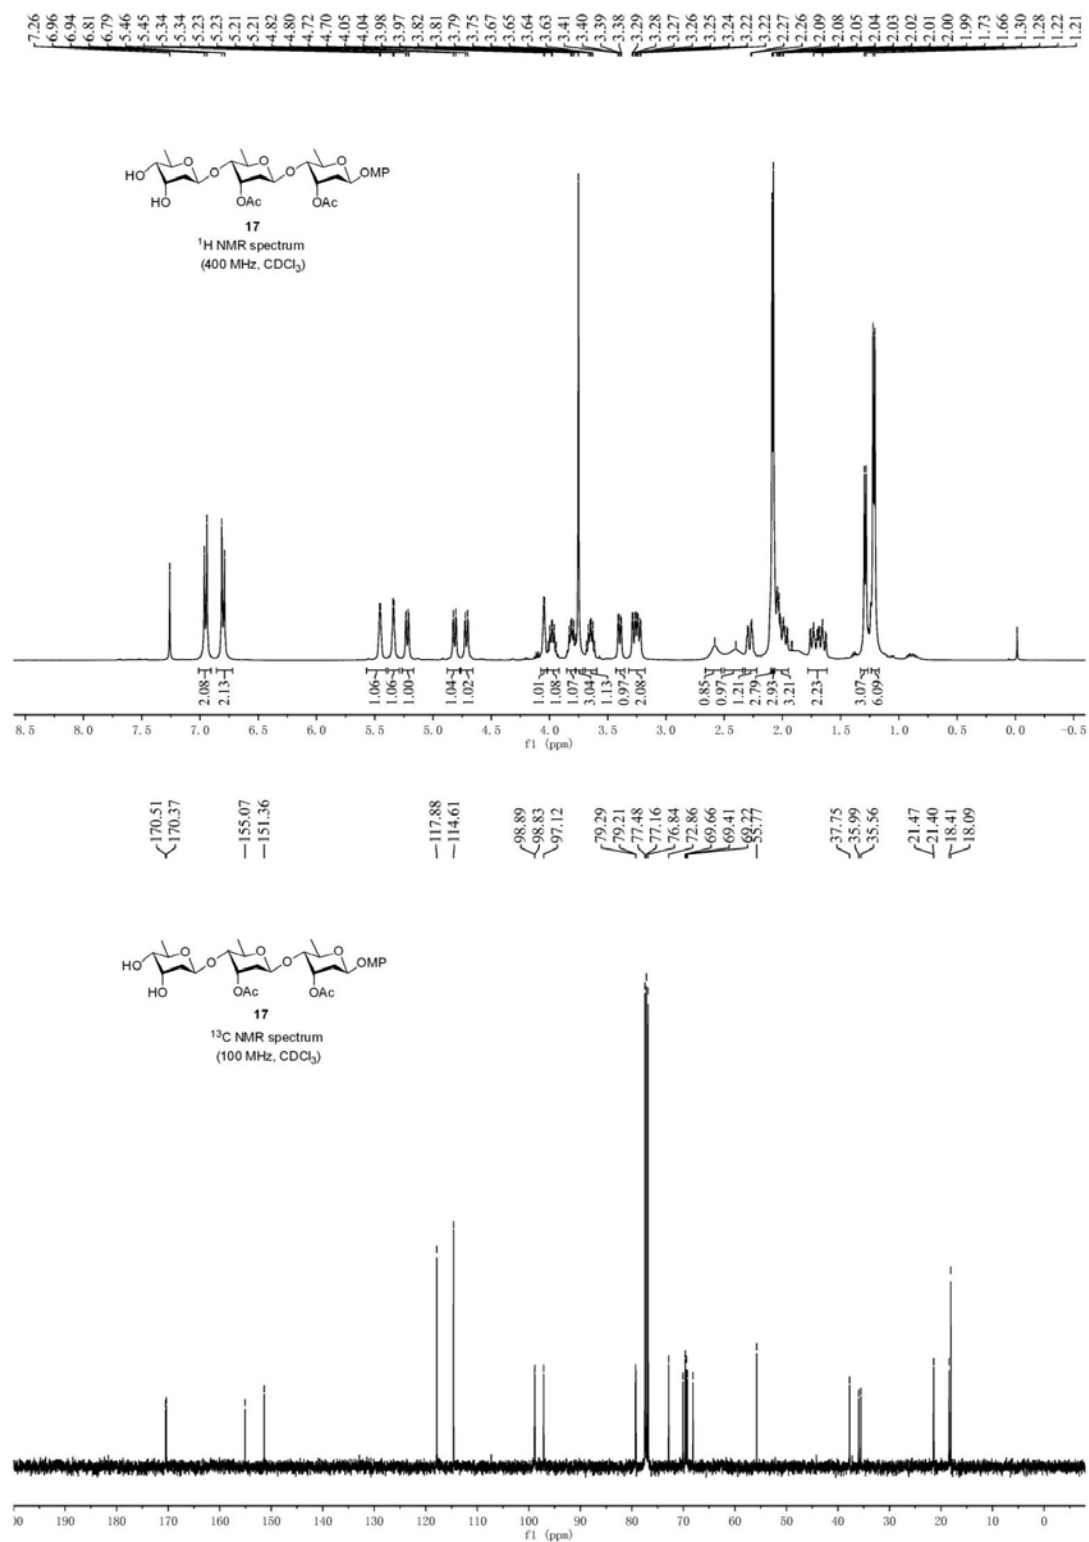 7.26 6.96 6.94 6.81 6.79 5.46 5.45 5.34 5.34 5.23 5.23 5.21 5.21 4.82 4.80 4.72 4.70 4.05 4.04 3.98 3.97 3.82 3.81 3.79 3.75 3.67 3.65 3.64 3.63 3.41 3.40 3.39 3.38 3.29 3.28 3.27 3.26 3.25 3.24 3.22 3.22 2.27 2.26 2.09 2.08 2.05 2.04 2.03 2.02 2.01 2.00 1.99 1.73 1.66 1.30 1.28 1.22 1.21
HO O O O O O OMP
HO OAc OAc
17
¹H NMR spectrum
(400 MHz, CDCl₃)
2.08 2.13 1.06 1.06 1.00 1.04 1.02 1.01 1.08 1.07 3.04 1.13 0.97 2.08 0.85 0.97 1.21 2.79 2.93 3.21 2.23 3.07 6.09
8.5 8.0 7.5 7.0 6.5 6.0 5.5 5.0 4.5 4.0 3.5 3.0 2.5 2.0 1.5 1.0 0.5 0.0 -0.5
f1 (ppm)
170.51 170.37 155.07 151.36 117.88 114.61 98.89 98.83 97.12 79.29 79.21 77.48 77.16 76.84 72.86 69.66 69.41 69.22 55.77 37.75 35.99 35.56 21.47 21.40 18.41 18.09
HO O O O O O OMP
HO OAc OAc
17
¹³C NMR spectrum
(100 MHz, CDCl₃)
00 190 180 170 160 150 140 130 120 110 100 90 80 70 60 50 40 30 20 10 0
f1 (ppm)